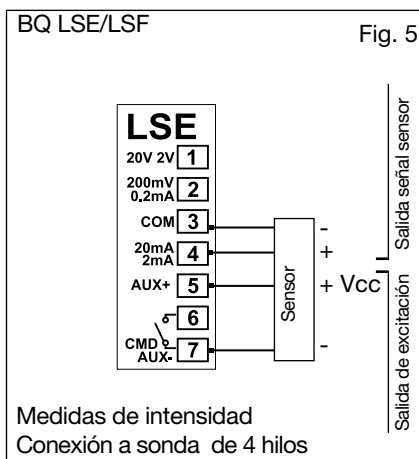 BQ LSE/LSF
Fig. 5
LSE
20V 2V 1
200mV
0.2mA 2
COM 3
20mA
2mA 4
AUX+ 5
6
CMD
AUX- 7
Sensor
-
+
+ Vcc
-
Salida señal sensor
Salida de excitación
Medidas de intensidad
Conexión a sonda de 4 hilos